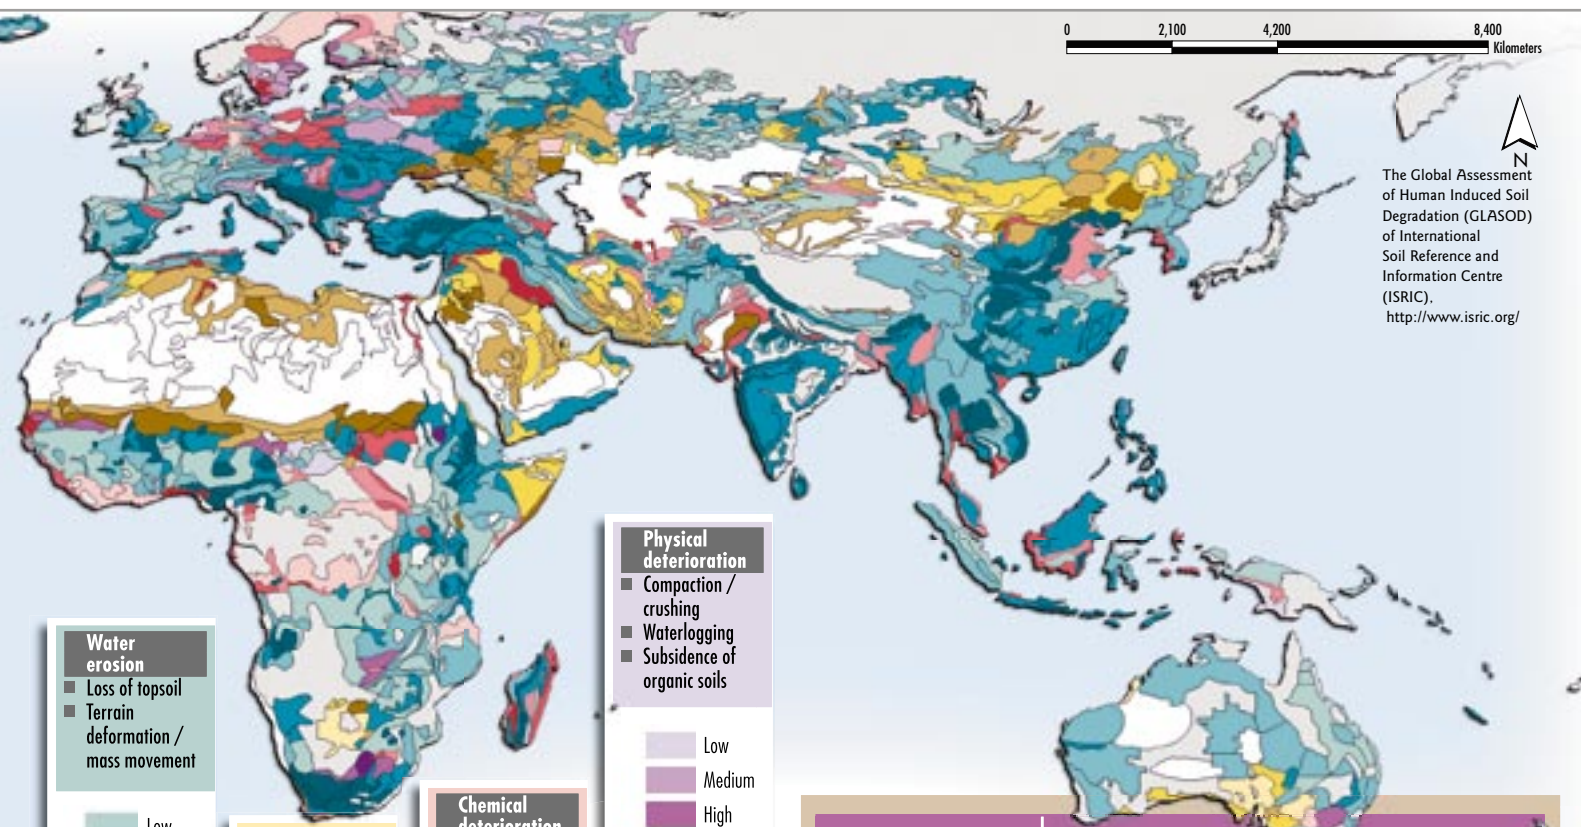 0 2,100 4,200 8,400
Kilometers
N
The Global Assessment
of Human Induced Soil
Degradation (GLASOD)
of International
Soil Reference and
Information Centre
(ISRIC),
http://www.isric.org/
Physical
deterioration
Compaction /
crushing
Waterlogging
Subsidence of
organic soils
Low
Medium
High
Water
erosion
Loss of topsoil
Terrain
deformation /
mass movement
Low
Chemical
deterioration